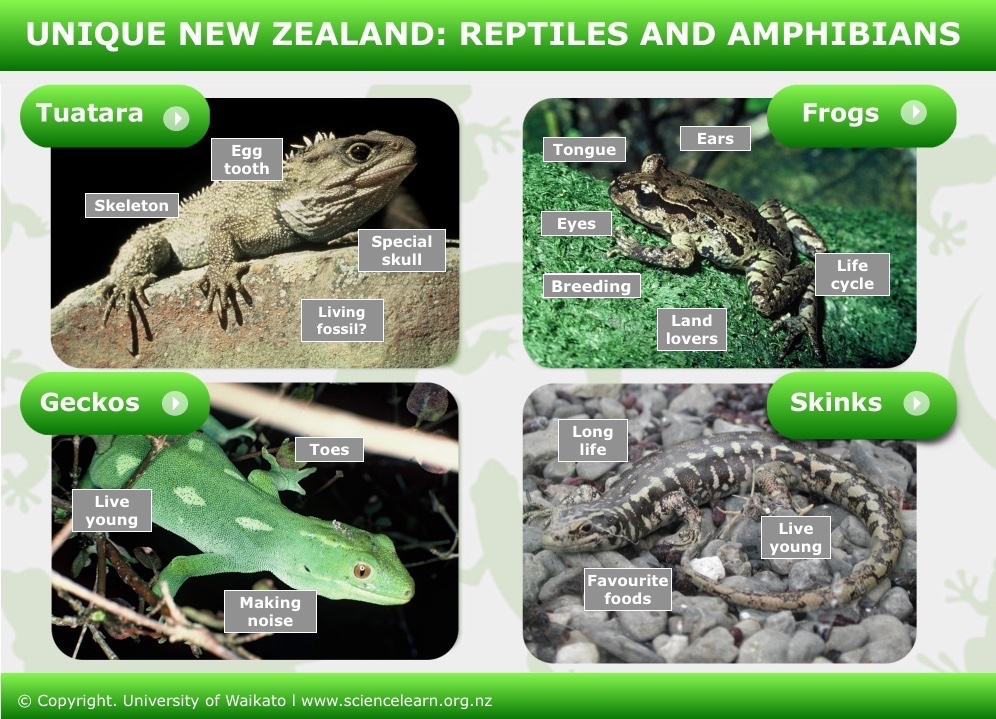 UNIQUE NEW ZEALAND: REPTILES AND AMPHIBIANS
Tuatara
Egg
tooth
Skeleton
Special
skull
Living
fossil?
Frogs
Ears
Tongue
Eyes
Life
cycle
Breeding
Land
lovers
Geckos
Toes
Live
young
Making
noise
Skinks
Long
life
Live
young
Favourite
foods
© Copyright. University of Waikato l www.sciencelearn.org.nz